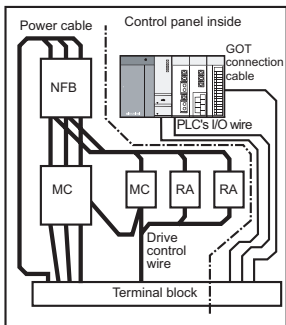 Power cable
Control panel inside
GOT
connection
cable
NFB
PLC's I/O wire
MC
MC
RA
RA
Drive
control
wire
Terminal block